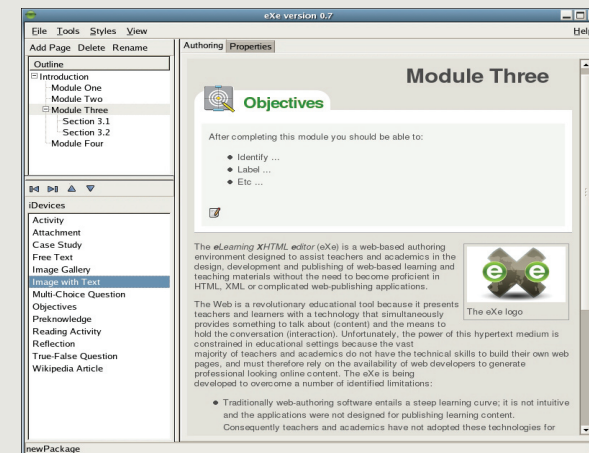 eXe version 0.7
File Tools Styles View Help
Add Page Delete Rename
Outline
Introduction
Module One
Module Two
Module Three
Section 3.1
Section 3.2
Module Four
iDevices
Activity
Attachment
Case Study
Free Text
Image Gallery
Image with Text
Multi-Choice Question
Objectives
Preknowledge
Reading Activity
Reflection
True-False Question
Wikipedia Article
newPackage
Authoring Properties
Module Three
Objectives
After completing this module you should be able to:
Identify ...
Label ...
Etc ...
The eLearning XHTML editor (eXe) is a web-based authoring
environment designed to assist teachers and academics in the
design, development and publishing of web-based learning and
teaching materials without the need to become proficient in
HTML, XML or complicated web-publishing applications.
The Web is a revolutionary educational tool because it presents
teachers and learners with a technology that simultaneously
provides something to talk about (content) and the means to
hold the conversation (interaction). Unfortunately, the power of this hypertext medium is
constrained in educational settings because the vast
majority of teachers and academics do not have the technical skills to build their own web
pages, and must therefore rely on the availability of web developers to generate
professional looking online content. The eXe is being
developed to overcome a number of identified limitations:
Traditionally web-authoring software entails a steep learning curve; it is not intuitive
and the applications were not designed for publishing learning content.
Consequently teachers and academics have not adopted these technologies for
e e
The eXe logo